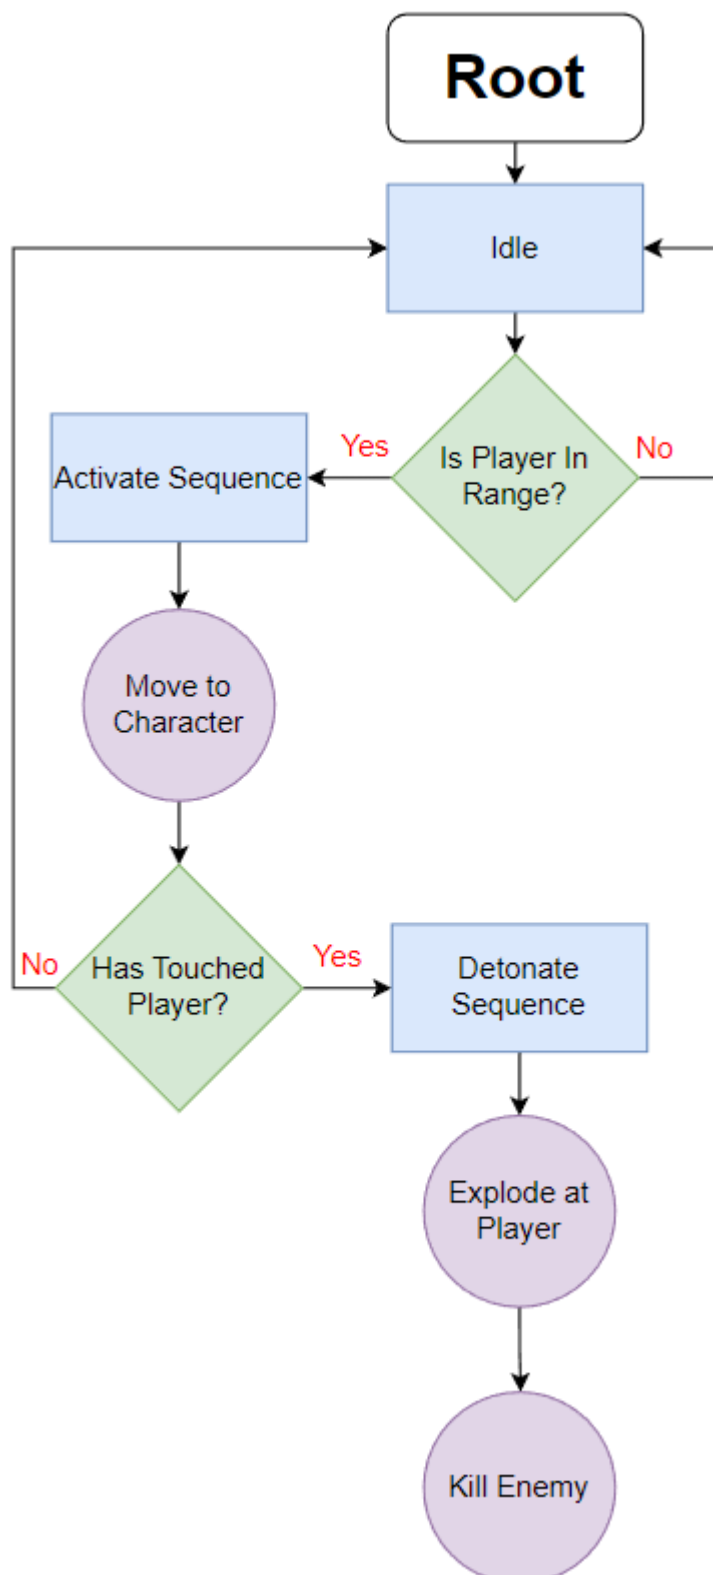 Root
Idle
Yes
Is Player In
Range?
No
Activate Sequence
Move to
Character
No
Has Touched
Player?
Yes
Detonate
Sequence
Explode at
Player
Kill Enemy